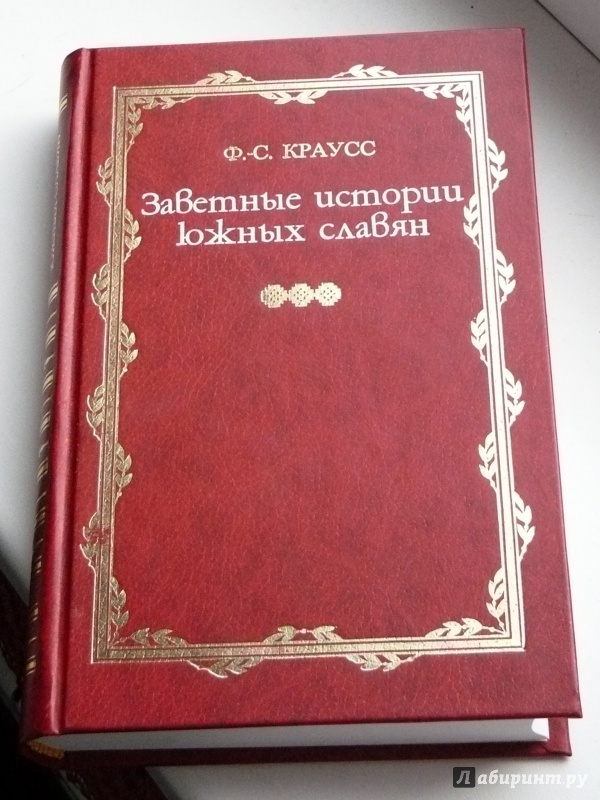 Ф.-С. КРАУСС
Заветные истории
южных славян
Лабиринт.ру